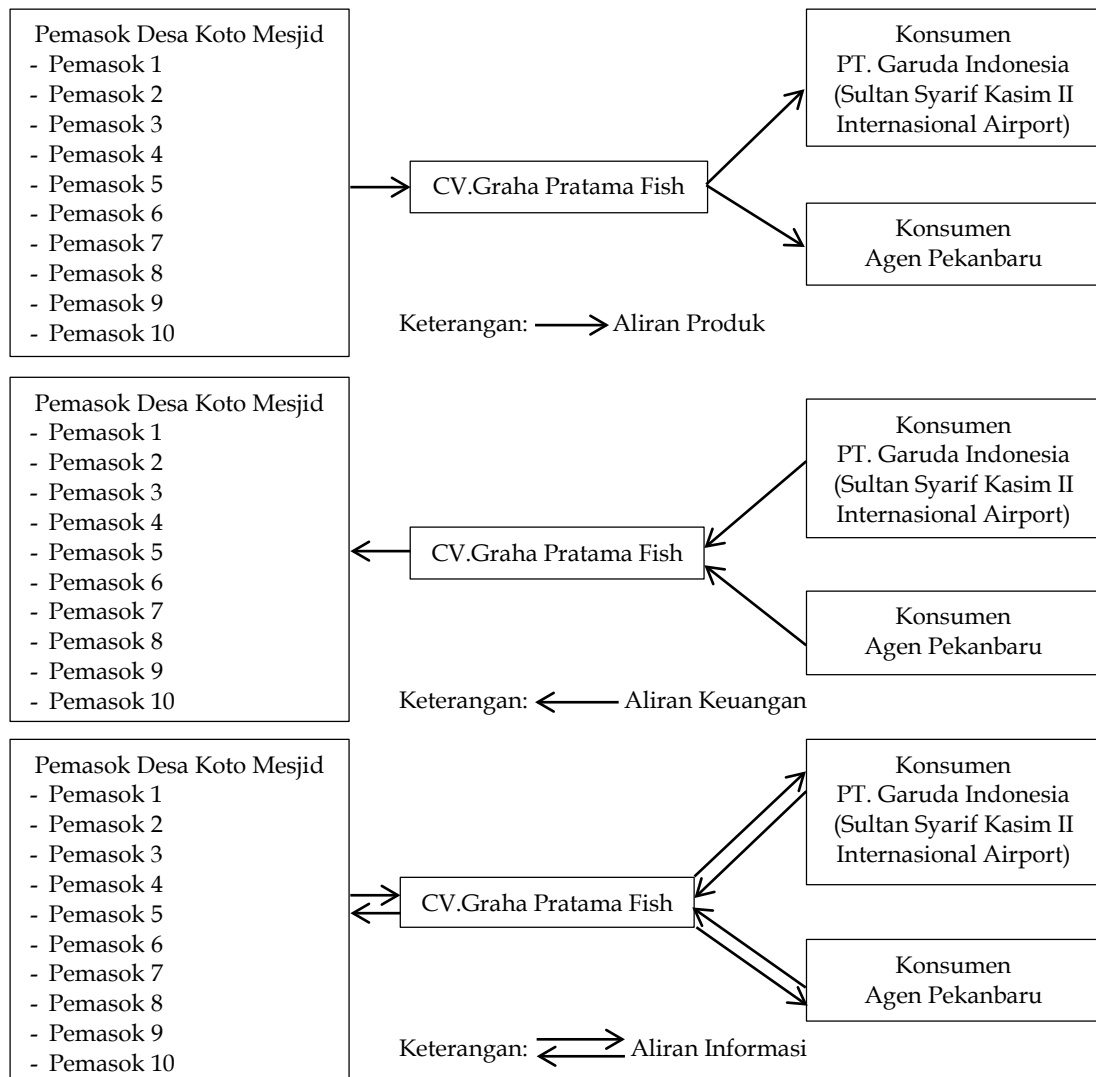 Pemasok Desa Koto Mesjid
- Pemasok 1
- Pemasok 2
- Pemasok 3
- Pemasok 4
- Pemasok 5
- Pemasok 6
- Pemasok 7
- Pemasok 8
- Pemasok 9
- Pemasok 10
CV.Graha Pratama Fish
Konsumen
PT. Garuda Indonesia
(Sultan Syarif Kasim II
Internasional Airport)
Konsumen
Agen Pekanbaru
Keterangan: Aliran Produk
Pemasok Desa Koto Mesjid
- Pemasok 1
- Pemasok 2
- Pemasok 3
- Pemasok 4
- Pemasok 5
- Pemasok 6
- Pemasok 7
- Pemasok 8
- Pemasok 9
- Pemasok 10
CV.Graha Pratama Fish
Konsumen
PT. Garuda Indonesia
(Sultan Syarif Kasim II
Internasional Airport)
Konsumen
Agen Pekanbaru
Keterangan: Aliran Keuangan
Pemasok Desa Koto Mesjid
- Pemasok 1
- Pemasok 2
- Pemasok 3
- Pemasok 4
- Pemasok 5
- Pemasok 6
- Pemasok 7
- Pemasok 8
- Pemasok 9
- Pemasok 10
CV.Graha Pratama Fish
Konsumen
PT. Garuda Indonesia
(Sultan Syarif Kasim II
Internasional Airport)
Konsumen
Agen Pekanbaru
Keterangan: Aliran Informasi